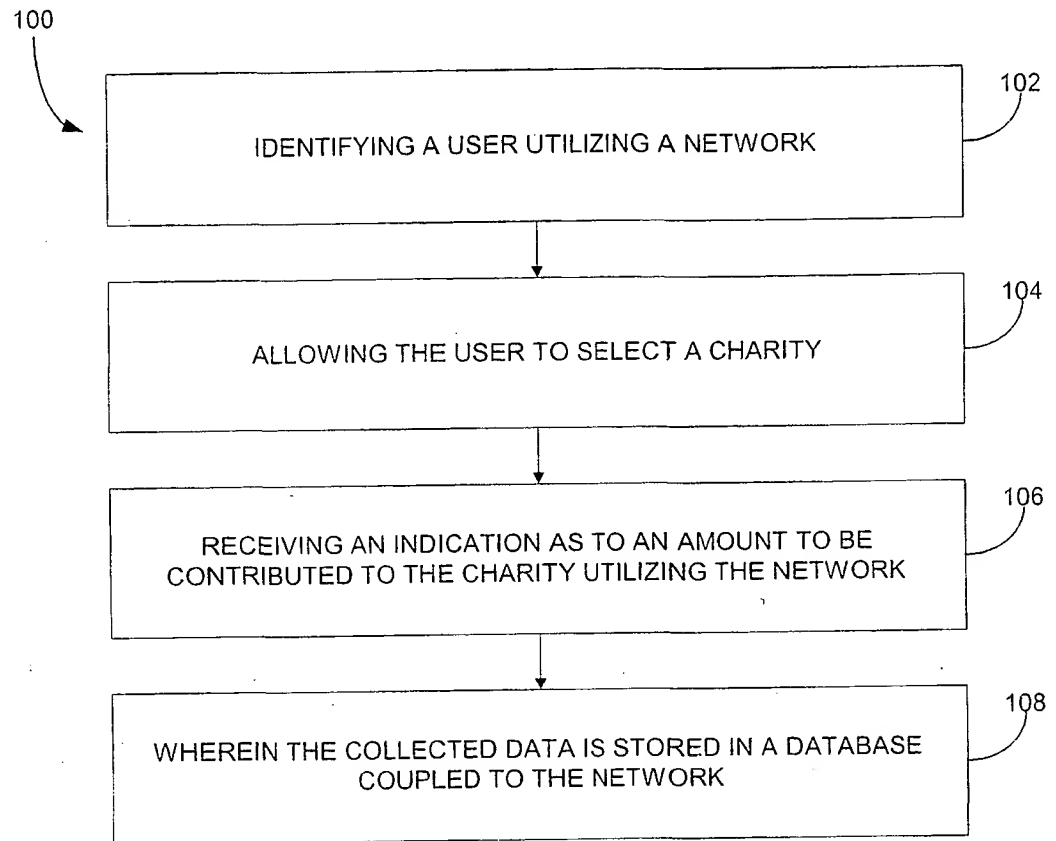 100
102
IDENTIFYING A USER UTILIZING A NETWORK
104
ALLOWING THE USER TO SELECT A CHARITY
106
RECEIVING AN INDICATION AS TO AN AMOUNT TO BE
CONTRIBUTED TO THE CHARITY UTILIZING THE NETWORK
108
WHEREIN THE COLLECTED DATA IS STORED IN A DATABASE
COUPLED TO THE NETWORK